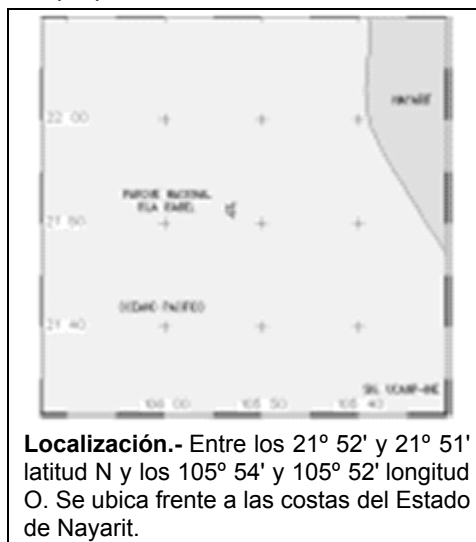 22 00
NAYARIT
PARQUE NACIONAL
ISLA ISABEL
21 50
OCEANO PACIFICO
21 40
106 00 105 50 105 40
Localización.- Entre los 21º 52' y 21º 51'
latitud N y los 105º 54' y 105º 52' longitud
O. Se ubica frente a las costas del Estado
de Nayarit.